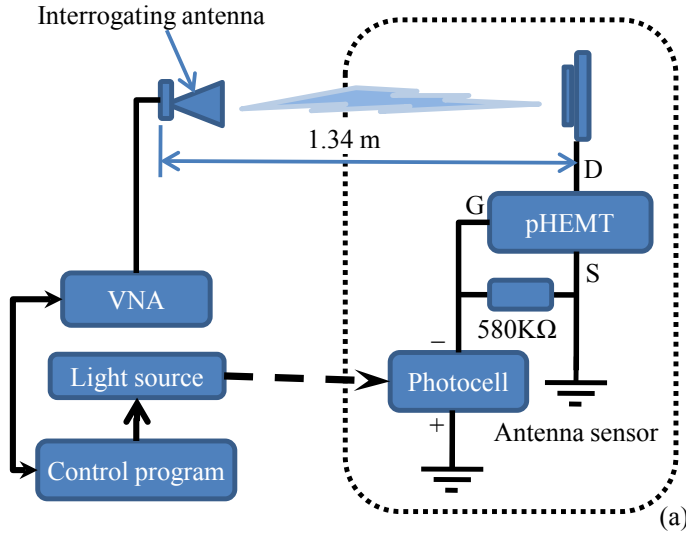 Interrogating antenna
1.34 m
D
G
pHEMT
S
VNA
580KΩ
−
Light source
Photocell
+
Antenna sensor
Control program
(a)